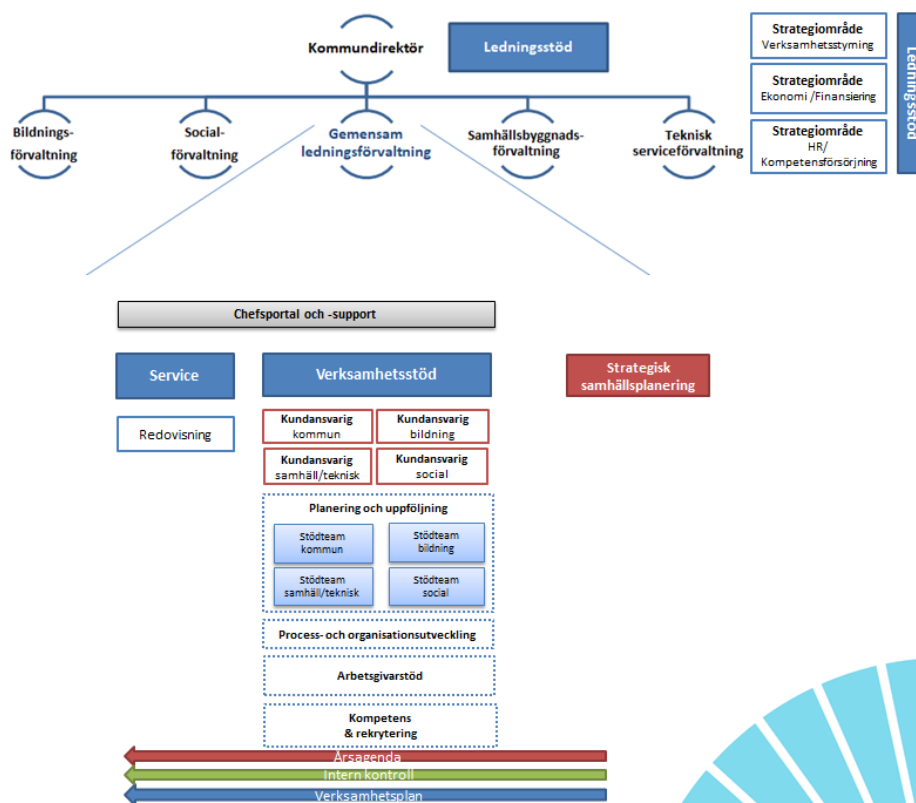 Kommundirektör
Ledningsstöd
Strategiområde
Verksamhetsstyrning
Strategiområde
Ekonomi /Finansiering
Strategiområde
HR/
Kompetensförsörjning
Ledningsstöd
Bildnings-
förvaltning
Social-
förvaltning
Gemensam
ledningsförvaltning
Samhällsbyggnads-
förvaltning
Teknisk
serviceförvaltning
Chefsportal och -support
Service
Verksamhetsstöd
Strategisk
samhällsplanering
Redovisning
Kundansvarig
kommun
Kundansvarig
bildning
Kundansvarig
samhäll/teknisk
Kundansvarig
social
Planering och uppföljning
Stödteam
kommun
Stödteam
bildning
Stödteam
samhäll/teknisk
Stödteam
social
Process- och organisationsutveckling
Arbetsgivarstöd
Kompetens
& rekrytering
Årsagenda
Intern kontroll
Verksamhetsplan